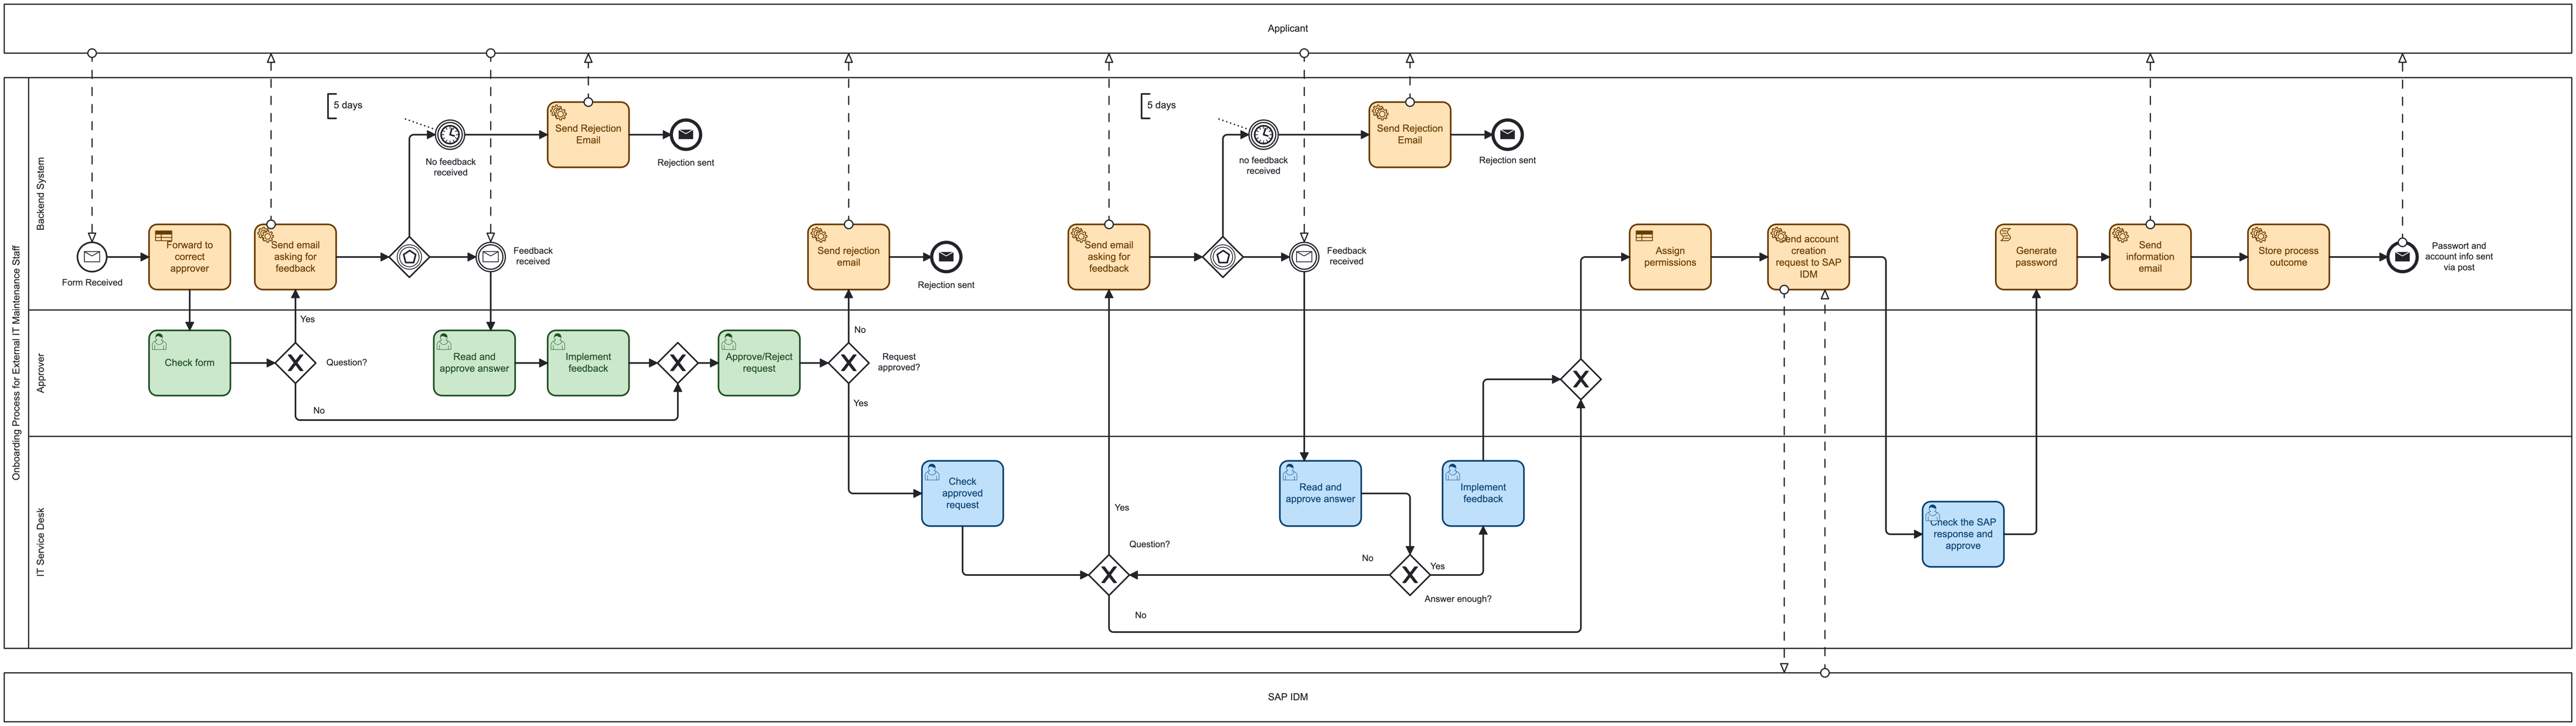 Applicant
Onboarding Process for External IT Maintenance Staff
Backend System
5 days
No feedback
received
Send Rejection
Email
Rejection sent
Form Received
Forward to
correct
approver
Send email
asking for
feedback
Feedback
received
Send rejection
email
Rejection sent
5 days
no feedback
received
Send Rejection
Email
Rejection sent
Send email
asking for
feedback
Feedback
received
Assign
permissions
Send account
creation
request to SAP
IDM
Generate
password
Send
information
email
Store process
outcome
Passwort and
account info sent
via post
Approver
Check form
Yes
Question?
No
Read and
approve answer
Implement
feedback
Approve/Reject
request
No
Request
approved?
Yes
IT Service Desk
Check
approved
request
Yes
Question?
No
Read and
approve answer
No
Yes
Answer enough?
Implement
feedback
Check the SAP
response and
approve
SAP IDM